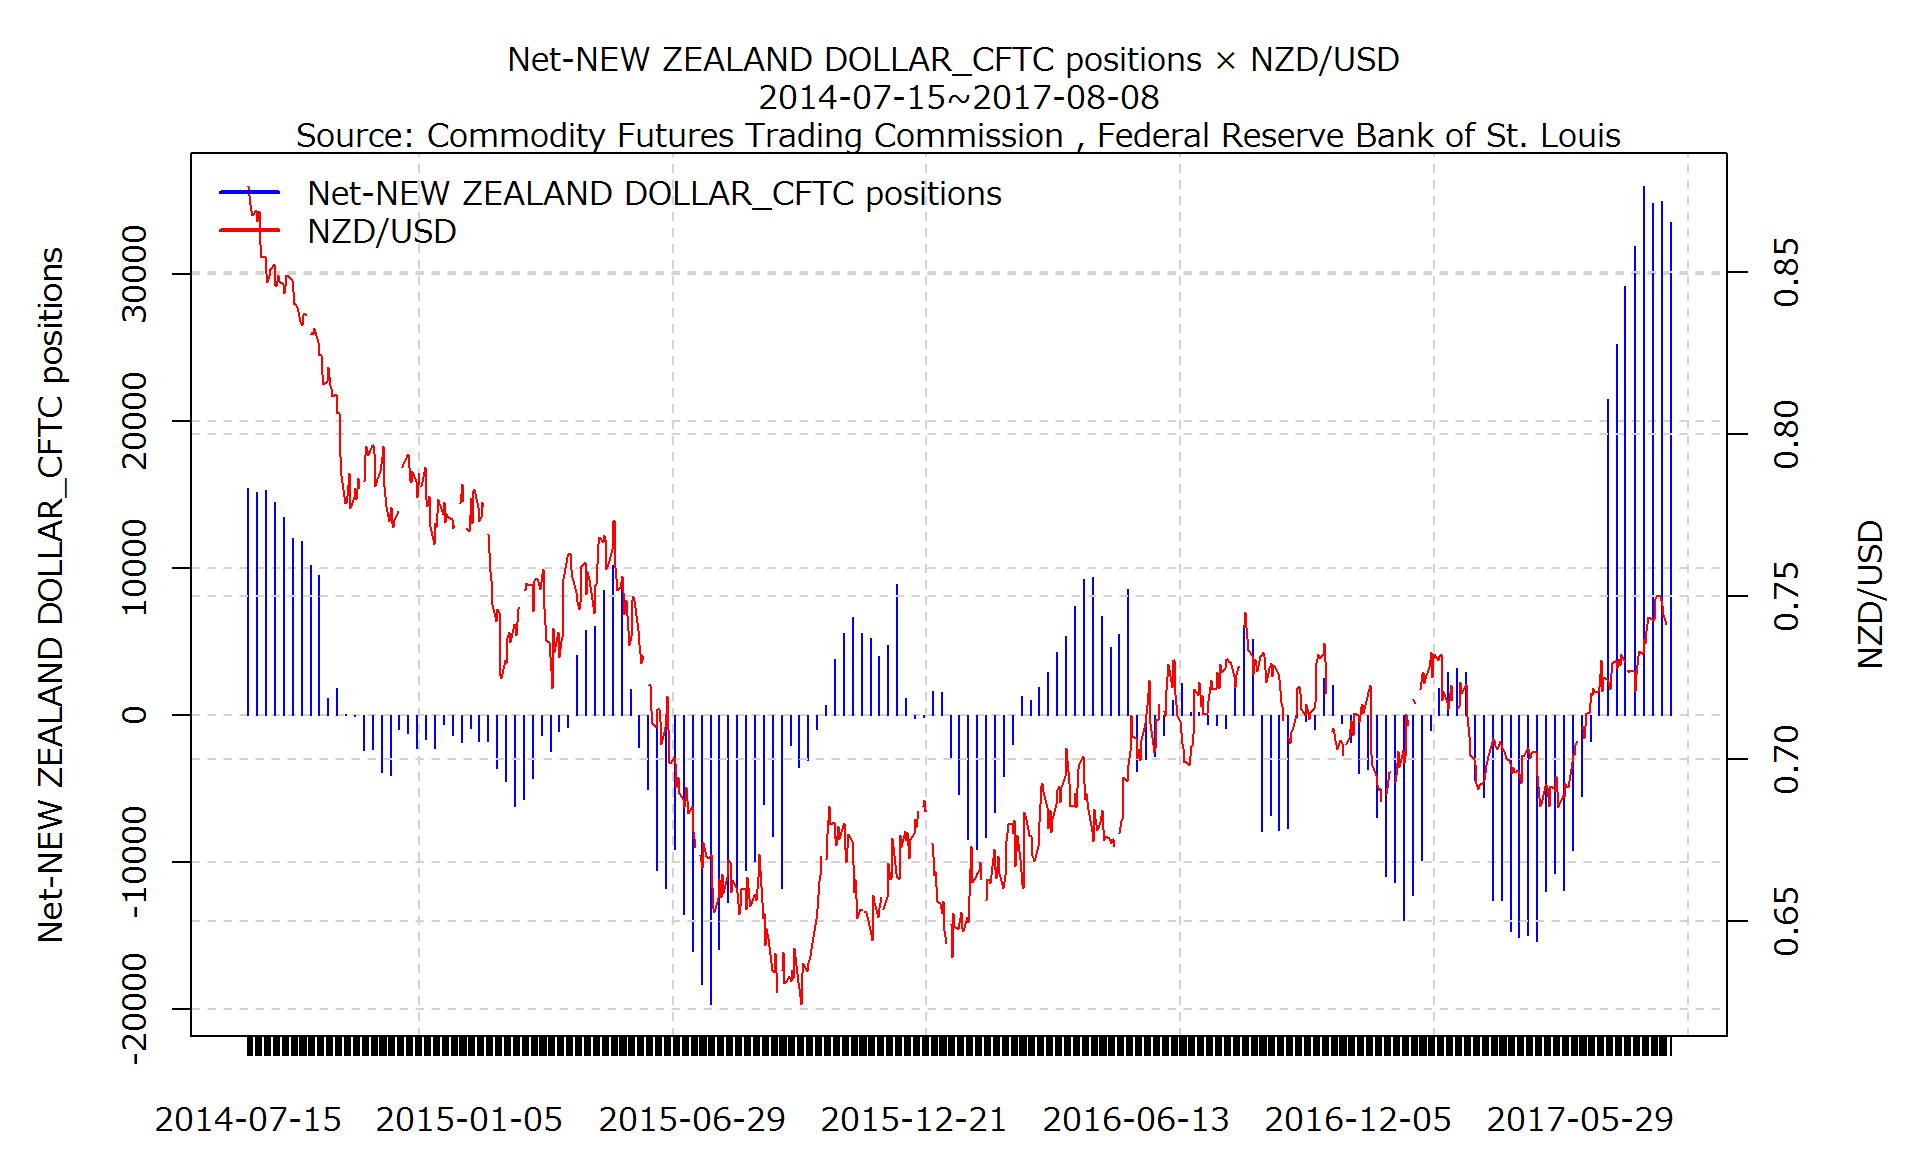 Net-NEW ZEALAND DOLLAR_CFTC positions × NZD/USD
2014-07-15~2017-08-08
Source: Commodity Futures Trading Commission , Federal Reserve Bank of St. Louis
Net-NEW ZEALAND DOLLAR_CFTC positions
NZD/USD
Net-NEW ZEALAND DOLLAR_CFTC positions
30000
20000
10000
0
-10000
-20000
0.85
0.80
0.75
0.70
0.65
NZD/USD
2014-07-15 2015-01-05 2015-06-29 2015-12-21 2016-06-13 2016-12-05 2017-05-29